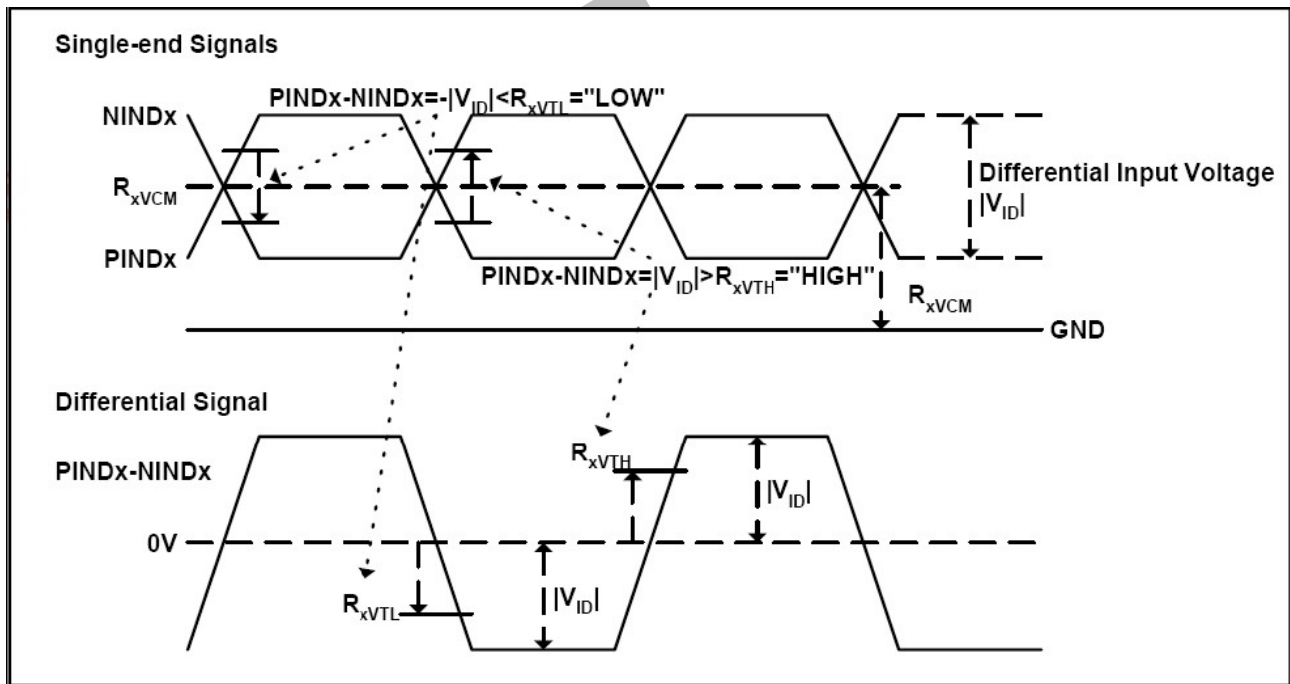 Single-end Signals
PINDx-NINDx=-|VID|<RxVTL="LOW"
NINDx
Differential Input Voltage
RxVCM
|VID|
PINDx
PINDx-NINDx=|VID|>RxVTH="HIGH"
RxVCM
GND
Differential Signal
RxVTH
PINDx-NINDx
|VID|
0V
RxVTL
|VID|